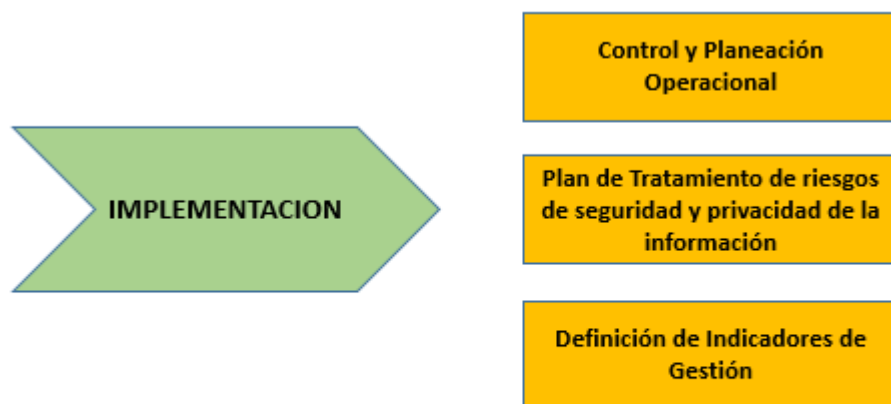 IMPLEMENTACION
Control y Planeación
Operacional
Plan de Tratamiento de riesgos
de seguridad y privacidad de la
información
Definición de Indicadores de
Gestión